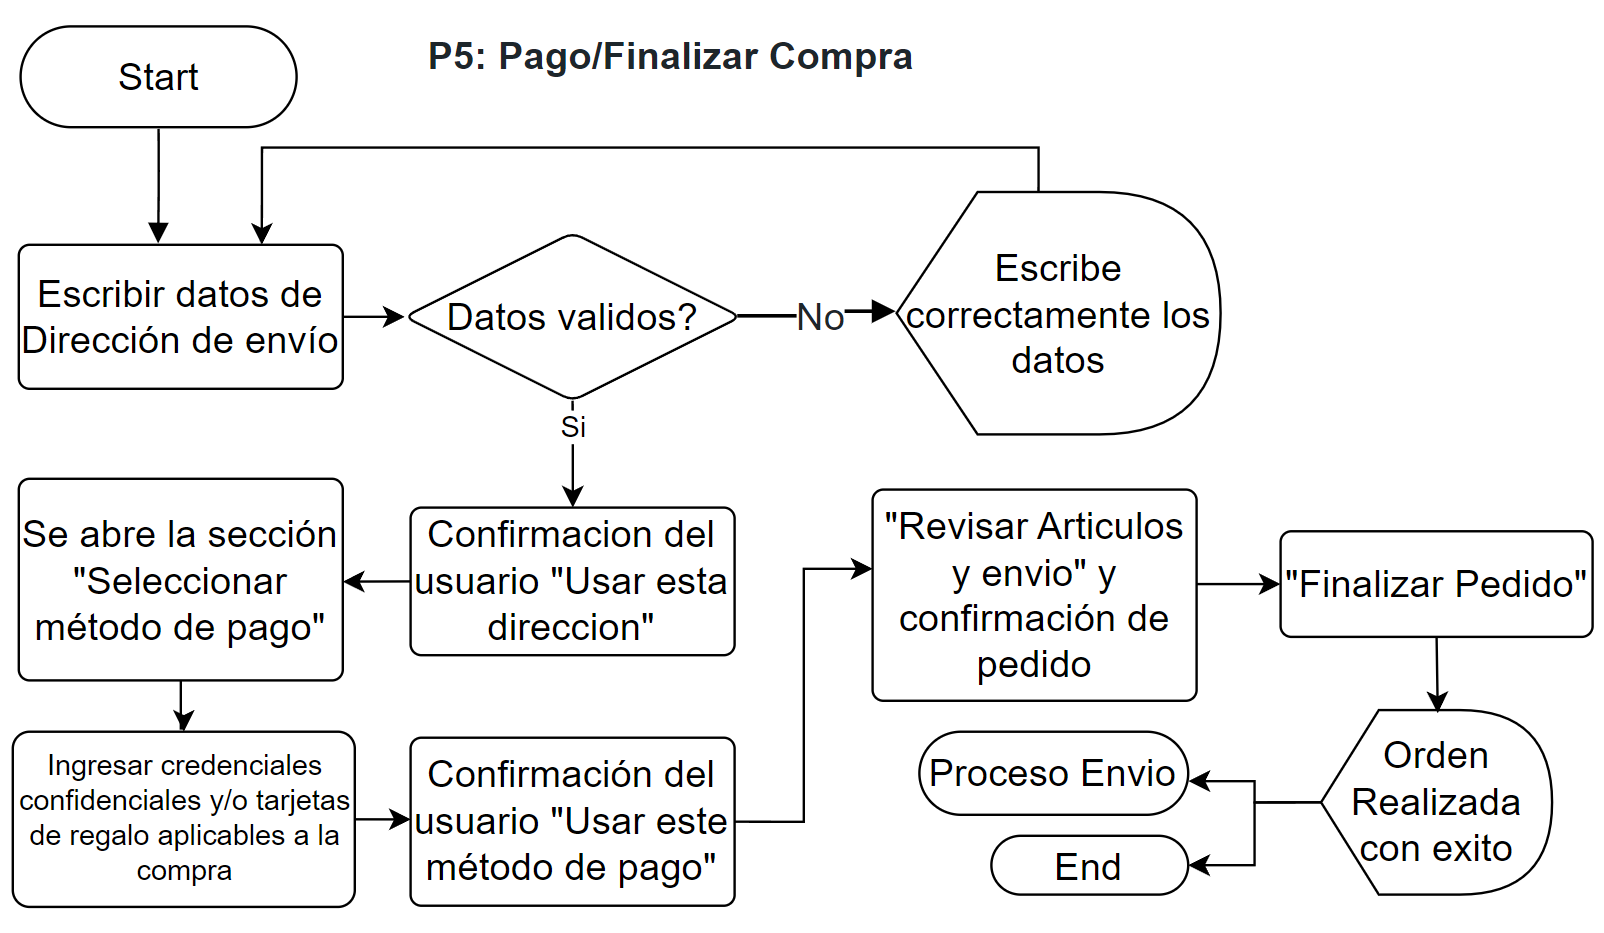 P5: Pago/Finalizar Compra
Start
Escribir datos de
Dirección de envío
Datos validos?
No
Escribe
correctamente los
datos
Si
Confirmacion del
usuario "Usar esta
direccion"
Se abre la sección
"Seleccionar
método de pago"
Ingresar credenciales
confidenciales y/o tarjetas
de regalo aplicables a la
compra
Confirmación del
usuario "Usar este
método de pago"
"Revisar Articulos
y envio" y
confirmación de
pedido
"Finalizar Pedido"
Orden
Realizada
con exito
Proceso Envio
End